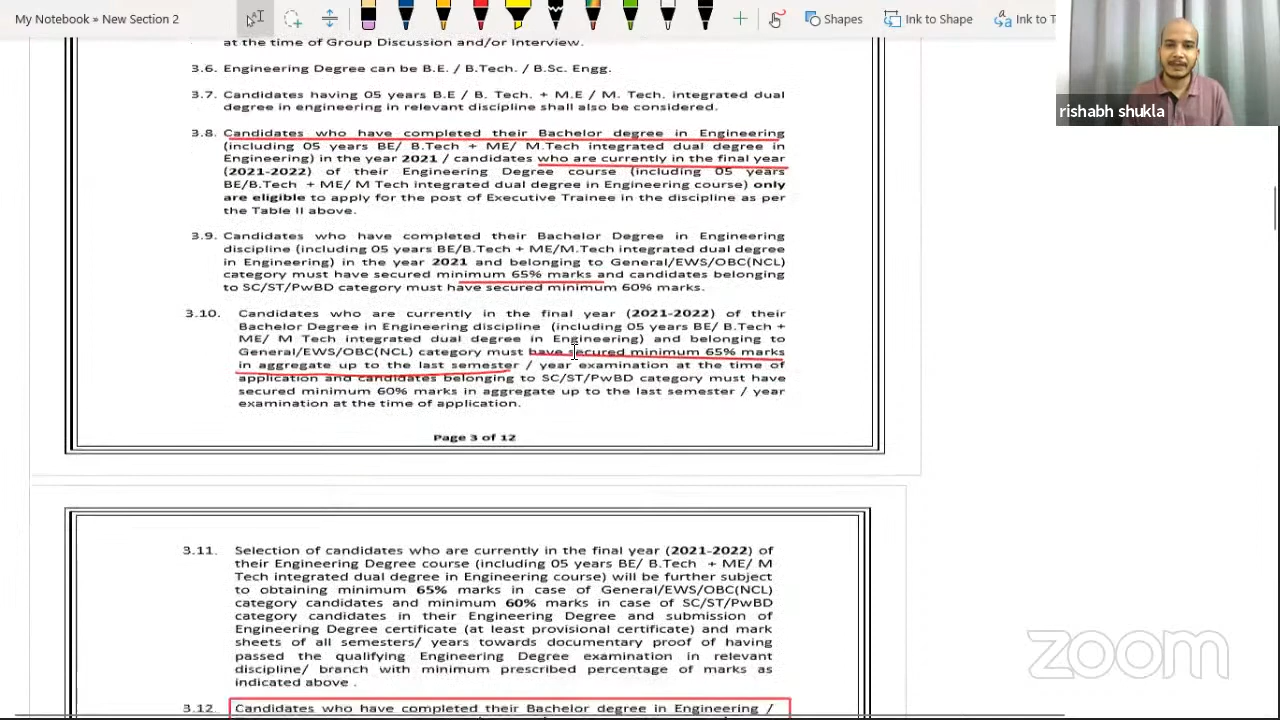 My Notebook » New Section 2
Shapes
Ink to Shape
Ink to T
rishabh shukla
at the time of Group Discussion and/or Interview.
3.6. Engineering Degree can be B.E. / B.Tech. / B.Sc. Engg.
3.7. Candidates having 05 years B.E / B. Tech. + M.E / M. Tech. integrated dual
degree in engineering in relevant discipline shall also be considered.
3.8. Candidates who have completed their Bachelor degree in Engineering
(including 05 years BE/ B.Tech + ME/ M.Tech integrated dual degree in
Engineering) in the year 2021 / candidates who are currently in the final year
(2021-2022) of their Engineering Degree course (including 05 years
BE/B.Tech + ME/ M Tech integrated dual degree in Engineering course) only
are eligible to apply for the post of Executive Trainee in the discipline as per
the Table II above.
3.9. Candidates who have completed their Bachelor Degree in Engineering
discipline (including 05 years BE/B.Tech + ME/M.Tech integrated dual degree
in Engineering) in the year 2021 and belonging to General/EWS/OBC(NCL)
category must have secured minimum 65% marks and candidates belonging
to SC/ST/PwBD category must have secured minimum 60% marks.
3.10. Candidates who are currently in the final year (2021-2022) of their
Bachelor Degree in Engineering discipline (including 05 years BE/ B.Tech +
ME/ M Tech integrated dual degree in Engineering) and belonging to
General/EWS/OBC(NCL) category must have secured minimum 65% marks
in aggregate up to the last semester / year examination at the time of
application and candidates belonging to SC/ST/PwBD category must have
secured minimum 60% marks in aggregate up to the last semester / year
examination at the time of application.
Page 3 of 12
3.11. Selection of candidates who are currently in the final year (2021-2022) of
their Engineering Degree course (including 05 years BE/ B.Tech + ME/ M
Tech integrated dual degree in Engineering course) will be further subject
to obtaining minimum 65% marks in case of General/EWS/OBC(NCL)
category candidates and minimum 60% marks in case of SC/ST/PwBD
category candidates in their Engineering Degree and submission of
Engineering Degree certificate (at least provisional certificate) and mark
sheets of all semesters/ years towards documentary proof of having
passed the qualifying Engineering Degree examination in relevant
discipline/ branch with minimum prescribed percentage of marks as
indicated above .
zoom
3.12. Candidates who have completed their Bachelor degree in Engineering /